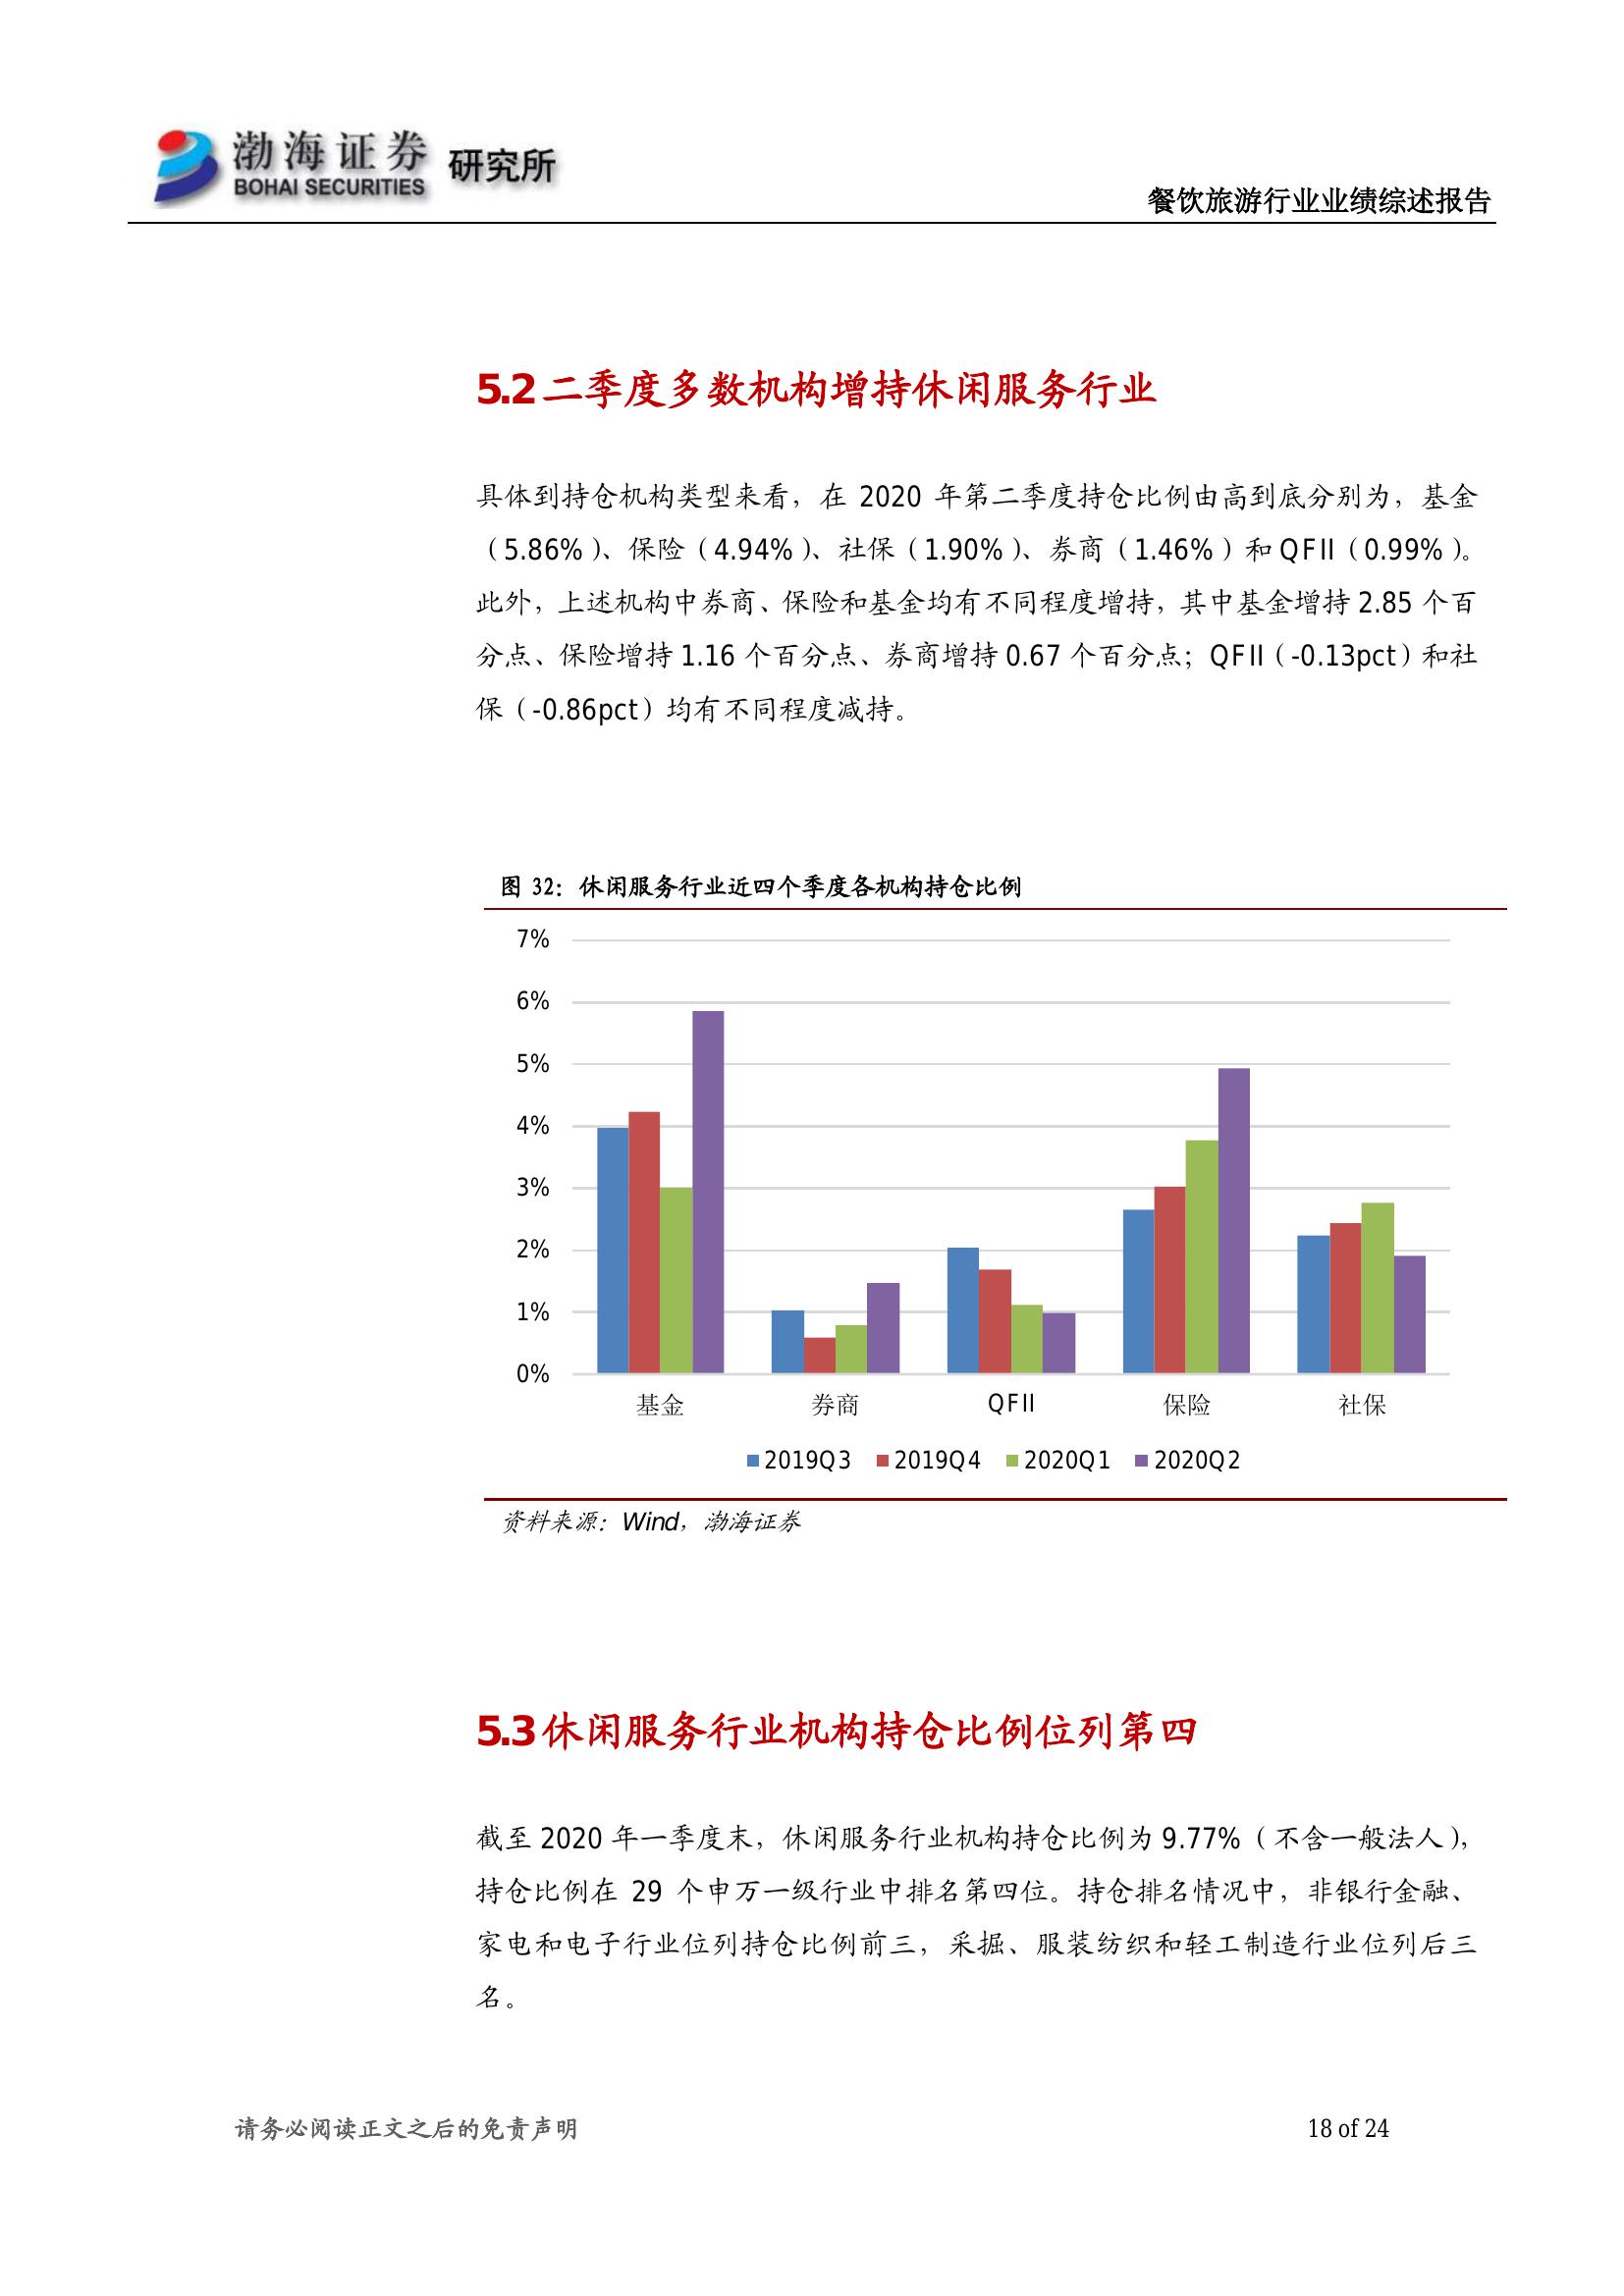 渤海证券 研究所
BOHAI SECURITIES
餐饮旅游行业业绩综述报告
5.2 二季度多数机构增持休闲服务行业
具体到持仓机构类型来看，在 2020 年第二季度持仓比例由高到底分别为，基金
（5.86%）、保险（4.94%）、社保（1.90%）、券商（1.46%）和 QFII（0.99%）。
此外，上述机构中券商、保险和基金均有不同程度增持，其中基金增持 2.85 个百
分点、保险增持 1.16 个百分点、券商增持 0.67 个百分点；QFII（-0.13pct）和社
保（-0.86pct）均有不同程度减持。
图 32：休闲服务行业近四个季度各机构持仓比例
7%
6%
5%
4%
3%
2%
1%
0%
基金 券商 QFII 保险 社保
2019Q3 2019Q4 2020Q1 2020Q2
资料来源：Wind，渤海证券
5.3 休闲服务行业机构持仓比例位列第四
截至 2020 年一季度末，休闲服务行业机构持仓比例为 9.77%（不含一般法人），
持仓比例在 29 个申万一级行业中排名第四位。持仓排名情况中，非银行金融、
家电和电子行业位列持仓比例前三，采掘、服装纺织和轻工制造行业位列后三
名。
请务必阅读正文之后的免责声明
18 of 24